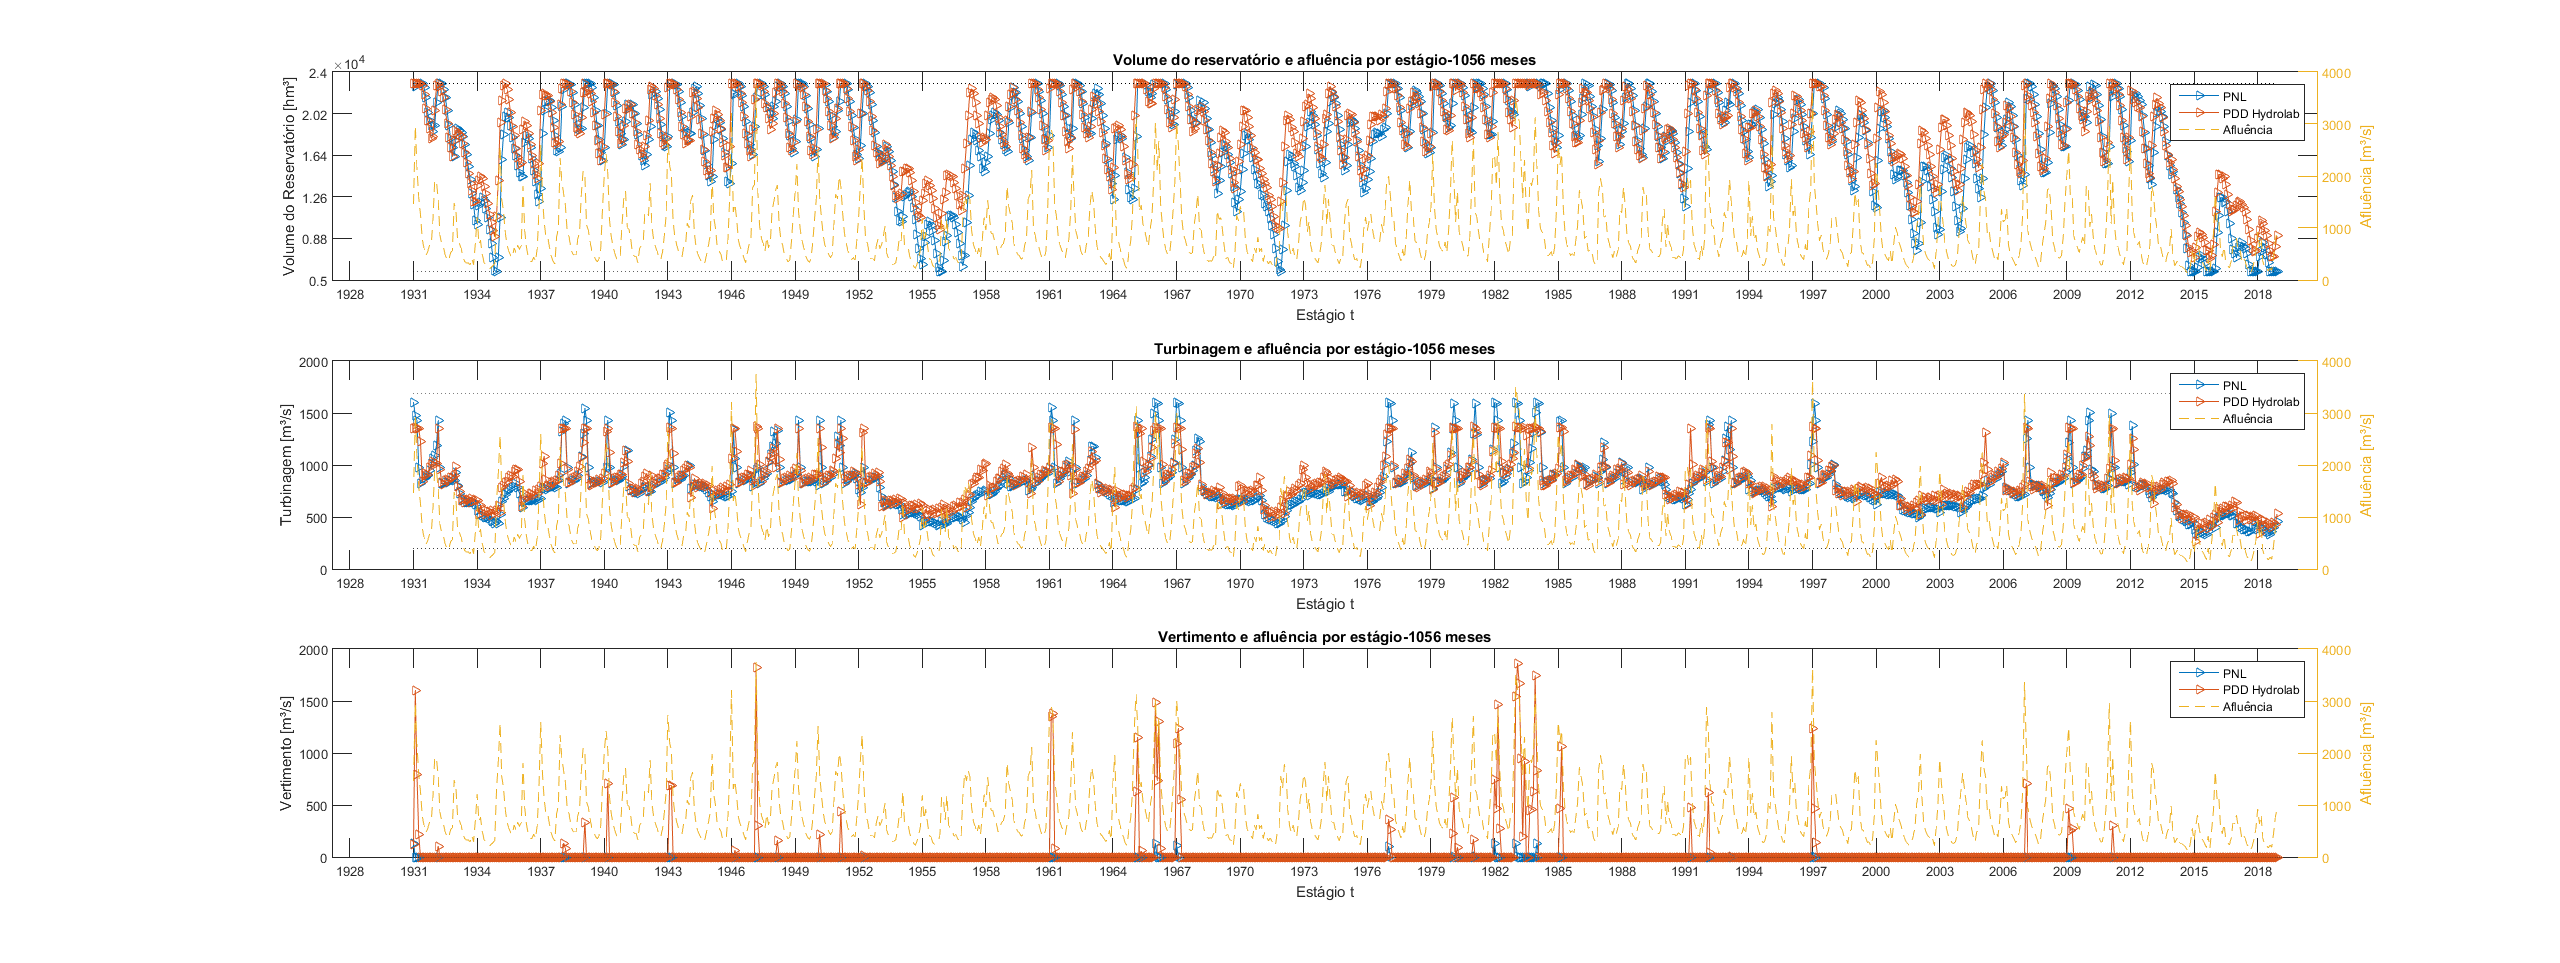 Volume do reservatório e afluência por estágio-1056 meses
×10⁴
2.4
2.02
1.64
1.26
0.88
0.5
Volume do Reservatório [hm³]
4000
3000
2000
1000
0
Afluência [m³/s]
PNL
PDD Hydrolab
Afluência
1928 1931 1934 1937 1940 1943 1946 1949 1952 1955 1958 1961 1964 1967 1970 1973 1976 1979 1982 1985 1988 1991 1994 1997 2000 2003 2006 2009 2012 2015 2018
Estágio t
Turbinagem e afluência por estágio-1056 meses
2000
1500
1000
500
0
Turbinagem [m³/s]
4000
3000
2000
1000
0
Afluência [m³/s]
PNL
PDD Hydrolab
Afluência
1928 1931 1934 1937 1940 1943 1946 1949 1952 1955 1958 1961 1964 1967 1970 1973 1976 1979 1982 1985 1988 1991 1994 1997 2000 2003 2006 2009 2012 2015 2018
Estágio t
Vertimento e afluência por estágio-1056 meses
2000
1500
1000
500
0
Vertimento [m³/s]
4000
3000
2000
1000
0
Afluência [m³/s]
PNL
PDD Hydrolab
Afluência
1928 1931 1934 1937 1940 1943 1946 1949 1952 1955 1958 1961 1964 1967 1970 1973 1976 1979 1982 1985 1988 1991 1994 1997 2000 2003 2006 2009 2012 2015 2018
Estágio t